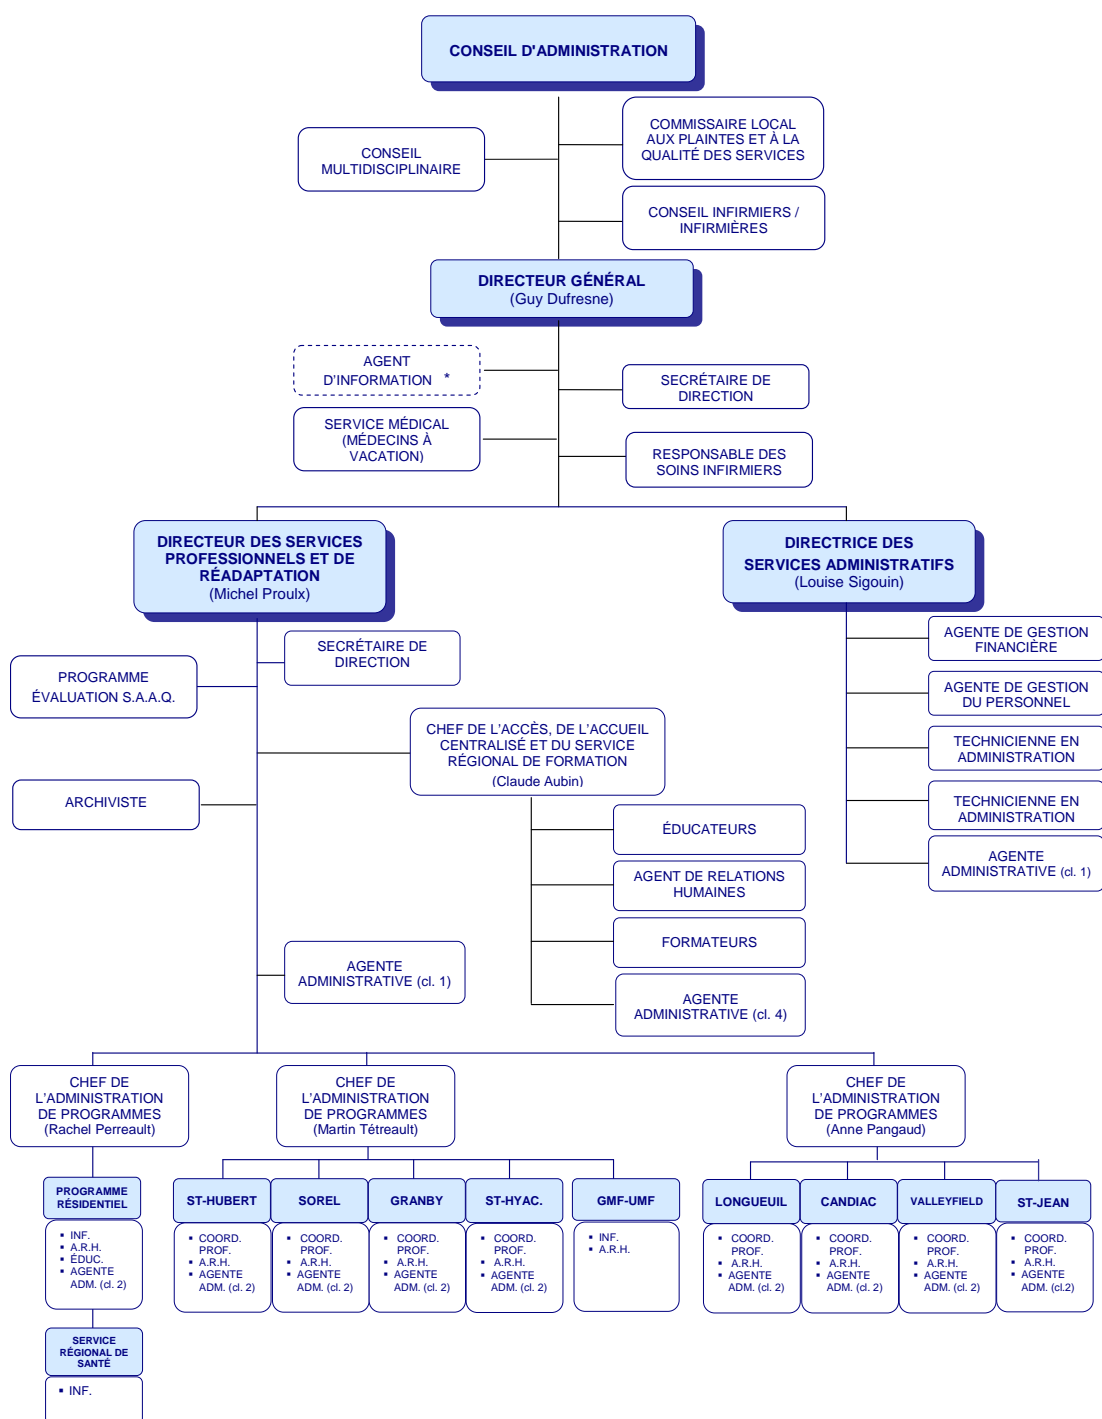 CONSEIL D'ADMINISTRATION
COMMISSAIRE LOCAL
AUX PLAINTES ET À LA
QUALITÉ DES SERVICES
CONSEIL
MULTIDISCIPLINAIRE
CONSEIL INFIRMIERS /
INFIRMIÈRES
DIRECTEUR GÉNÉRAL
(Guy Dufresne)
AGENT
D'INFORMATION *
SECRÉTAIRE DE
DIRECTION
SERVICE MÉDICAL
(MÉDECINS À
VACATION)
RESPONSABLE DES
SOINS INFIRMIERS
DIRECTEUR DES SERVICES
PROFESSIONNELS ET DE
RÉADAPTATION
(Michel Proulx)
DIRECTRICE DES
SERVICES ADMINISTRATIFS
(Louise Sigouin)
SECRÉTAIRE DE
DIRECTION
PROGRAMME
ÉVALUATION S.A.A.Q.
AGENTE DE GESTION
FINANCIÈRE
AGENTE DE GESTION
DU PERSONNEL
TECHNICIENNE EN
ADMINISTRATION
TECHNICIENNE EN
ADMINISTRATION
AGENTE
ADMINISTRATIVE (cl. 1)
CHEF DE L'ACCÈS, DE L'ACCUEIL
CENTRALISÉ ET DU SERVICE
RÉGIONAL DE FORMATION
(Claude Aubin)
ARCHIVISTE
ÉDUCATEURS
AGENT DE RELATIONS
HUMAINES
FORMATEURS
AGENTE
ADMINISTRATIVE (cl. 4)
AGENTE
ADMINISTRATIVE (cl. 1)
CHEF DE
L'ADMINISTRATION
DE PROGRAMMES
(Rachel Perreault)
CHEF DE
L'ADMINISTRATION
DE PROGRAMMES
(Martin Tétreault)
CHEF DE
L'ADMINISTRATION
DE PROGRAMMES
(Anne Pangaud)
PROGRAMME
RÉSIDENTIEL
▪ INF.
▪ A.R.H.
▪ ÉDUC.
▪ AGENTE
ADM. (cl. 2)
SERVICE
RÉGIONAL DE
SANTÉ
▪ INF.
ST-HUBERT
▪ COORD.
PROF.
▪ A.R.H.
▪ AGENTE
ADM. (cl. 2)
SOREL
▪ COORD.
PROF.
▪ A.R.H.
▪ AGENTE
ADM. (cl. 2)
GRANBY
▪ COORD.
PROF.
▪ A.R.H.
▪ AGENTE
ADM. (cl. 2)
ST-HYAC.
▪ COORD.
PROF.
▪ A.R.H.
▪ AGENTE
ADM. (cl. 2)
GMF-UMF
▪ INF.
▪ A.R.H.
LONGUEUIL
▪ COORD.
PROF.
▪ A.R.H.
▪ AGENTE
ADM. (cl. 2)
CANDIAC
▪ COORD.
PROF.
▪ A.R.H.
▪ AGENTE
ADM. (cl. 2)
VALLEYFIELD
▪ COORD.
PROF.
▪ A.R.H.
▪ AGENTE
ADM. (cl. 2)
ST-JEAN
▪ COORD.
PROF.
▪ A.R.H.
▪ AGENTE
ADM. (cl.2)